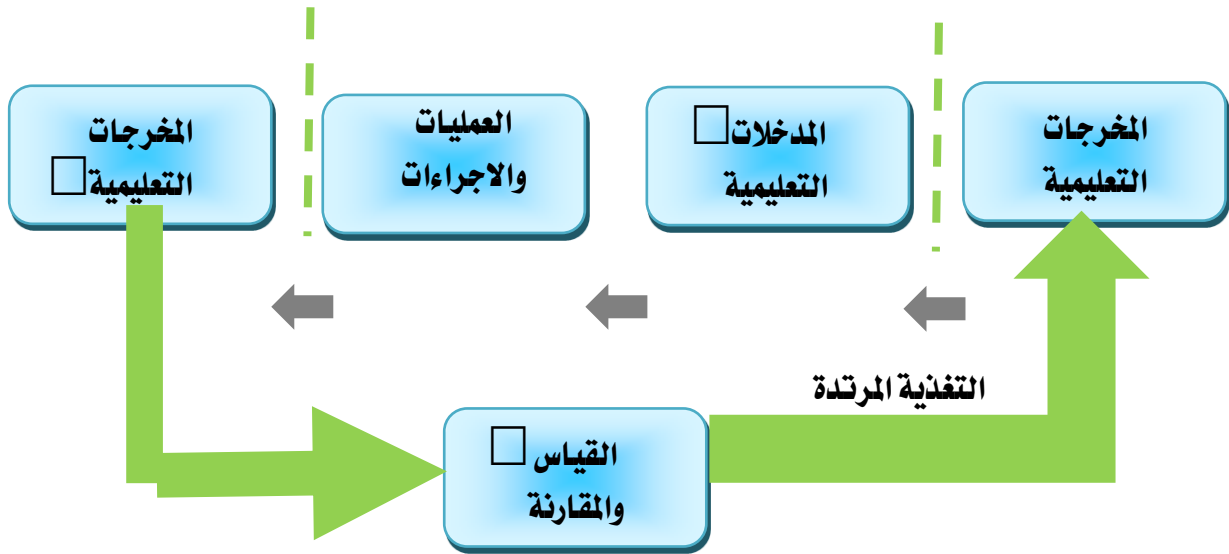 المخرجات
التعليمية
المدخلات
التعليمية
العمليات
والاجراءات
المخرجات
التعليمية
التغذية المرتدة
القياس
والمقارنة